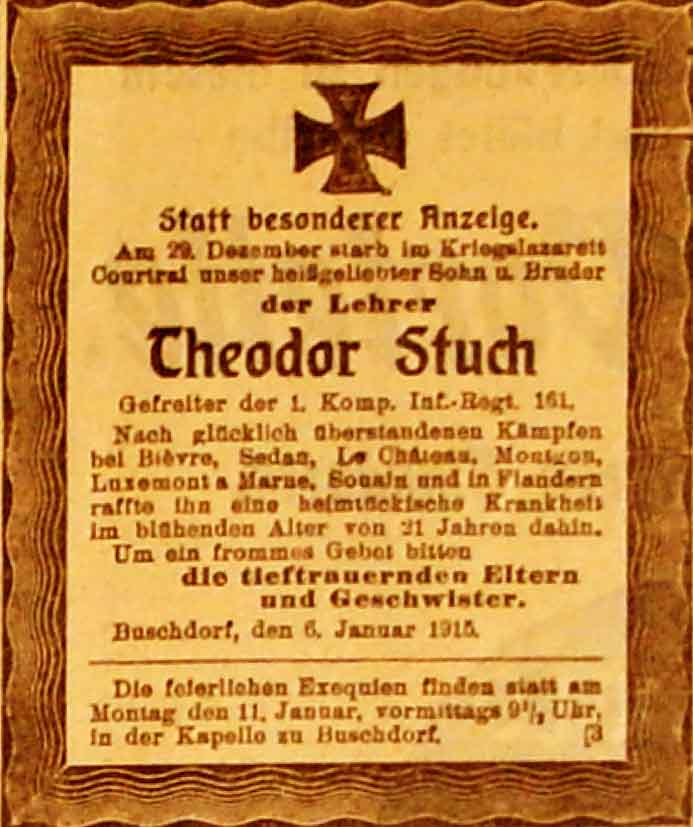 Statt besonderer Anzeige.
Am 29. Dezember starb im Kriegslazarett
Courtrai unser heißgeliebter Sohn u. Bruder
der Lehrer
Theodor Stuch
Gefreiter der 1. Komp. Inf.-Regt. 161.
Nach glücklich überstandenen Kämpfen
bei Bièvre, Sedan, Le Château, Montgon,
Luxemont a Marne, Souain und in Flandern
raffte ihn eine heimtückische Krankheit
im blühenden Alter von 21 Jahren dahin.
Um ein frommes Gebet bitten
die tieftrauernden Eltern
und Geschwister.
Buschdorf, den 6. Januar 1915.
Die feierlichen Exequien finden statt am
Montag den 11. Januar, vormittags 9½ Uhr,
in der Kapelle zu Buschdorf. [3